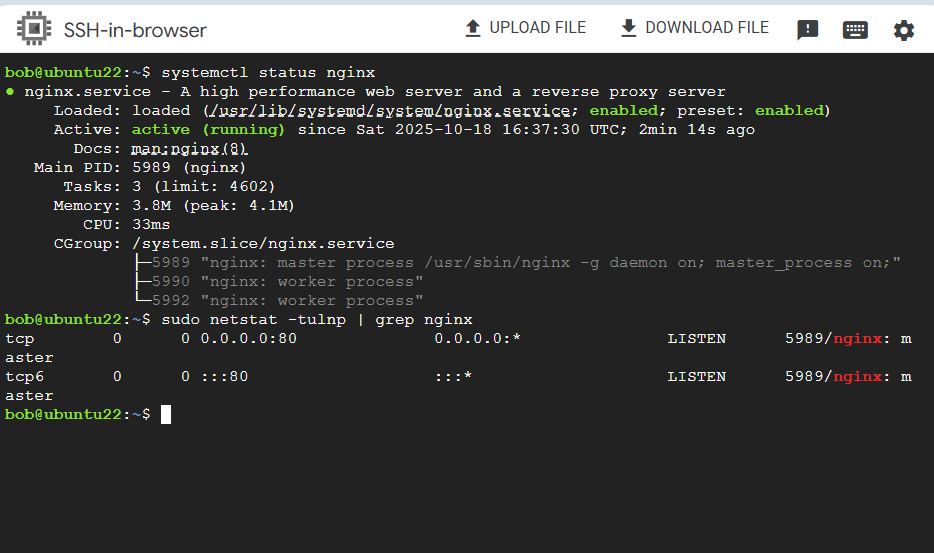 SSH-in-browser
UPLOAD FILE
DOWNLOAD FILE
bob@ubuntu22:~$ systemctl status nginx
● nginx.service - A high performance web server and a reverse proxy server
     Loaded: loaded (/usr/lib/systemd/system/nginx.service; enabled; preset: enabled)
     Active: active (running) since Sat 2025-10-18 16:37:30 UTC; 2min 14s ago
       Docs: man:nginx(8)
   Main PID: 5989 (nginx)
      Tasks: 3 (limit: 4602)
     Memory: 3.8M (peak: 4.1M)
        CPU: 33ms
     CGroup: /system.slice/nginx.service
             ├─5989 "nginx: master process /usr/sbin/nginx -g daemon on; master_process on;"
             ├─5990 "nginx: worker process"
             └─5992 "nginx: worker process"
bob@ubuntu22:~$ sudo netstat -tulnp | grep nginx
tcp        0      0 0.0.0.0:80              0.0.0.0:*               LISTEN      5989/nginx: m
aster
tcp6       0      0 :::80                   :::*                    LISTEN      5989/nginx: m
aster
bob@ubuntu22:~$